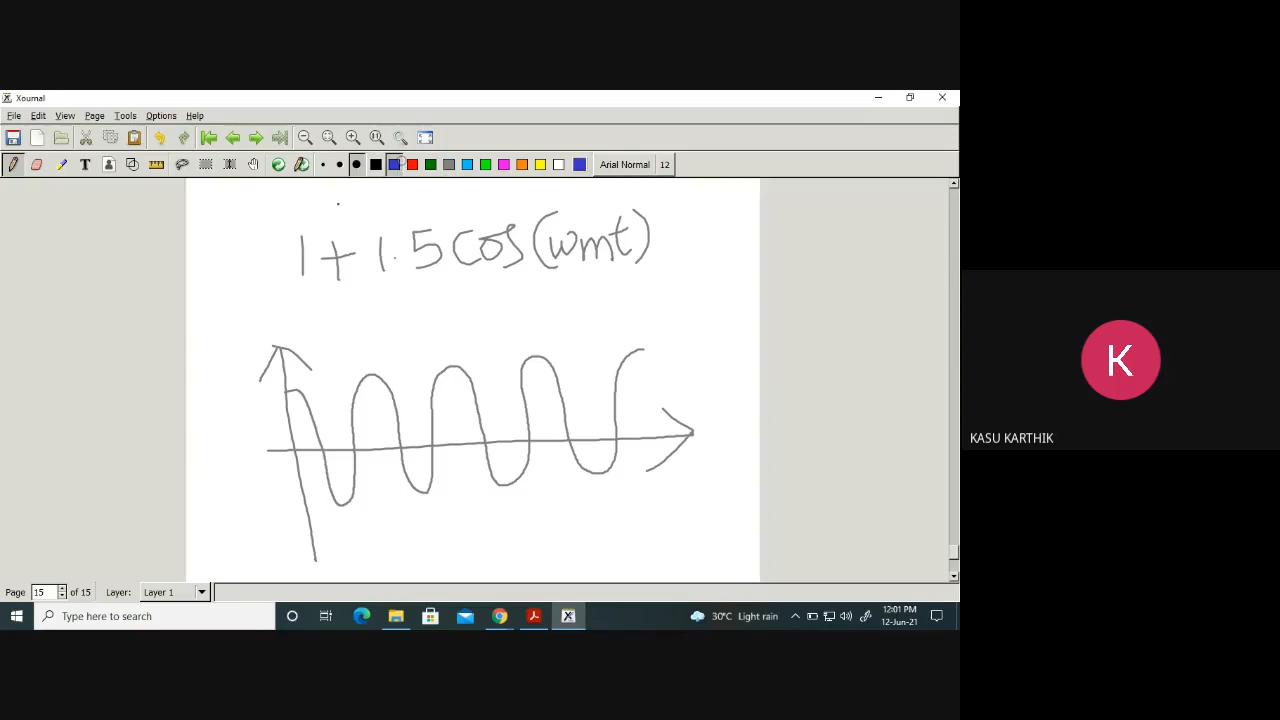 Xournal
File Edit View Page Tools Options Help
T Arial Normal 12
1 + 1.5 cos(wmt)
K
KASU KARTHIK
Page 15 of 15 Layer: Layer 1
Type here to search
30°C Light rain
12:01 PM
12-Jun-21